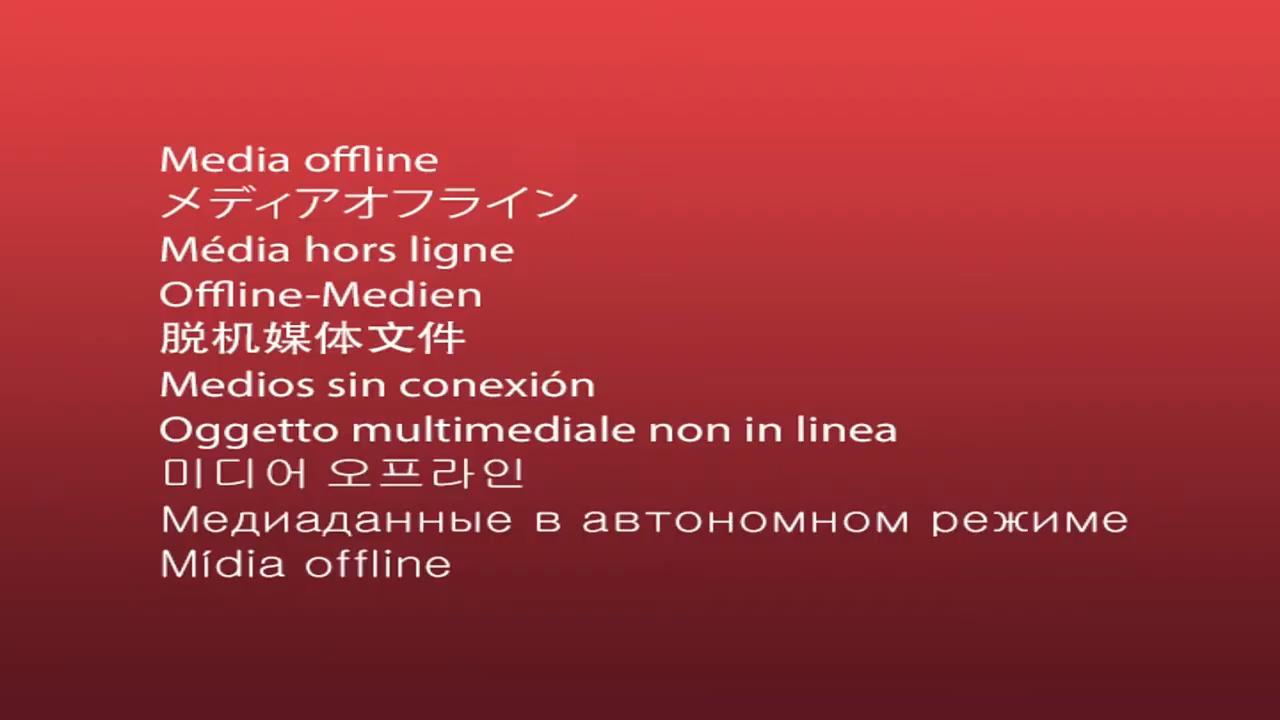 Media offline
メディアオフライン
Média hors ligne
Offline-Medien
脱机媒体文件
Medios sin conexión
Oggetto multimediale non in linea
미디어 오프라인
Медиаданные в автономном режиме
Mídia offline